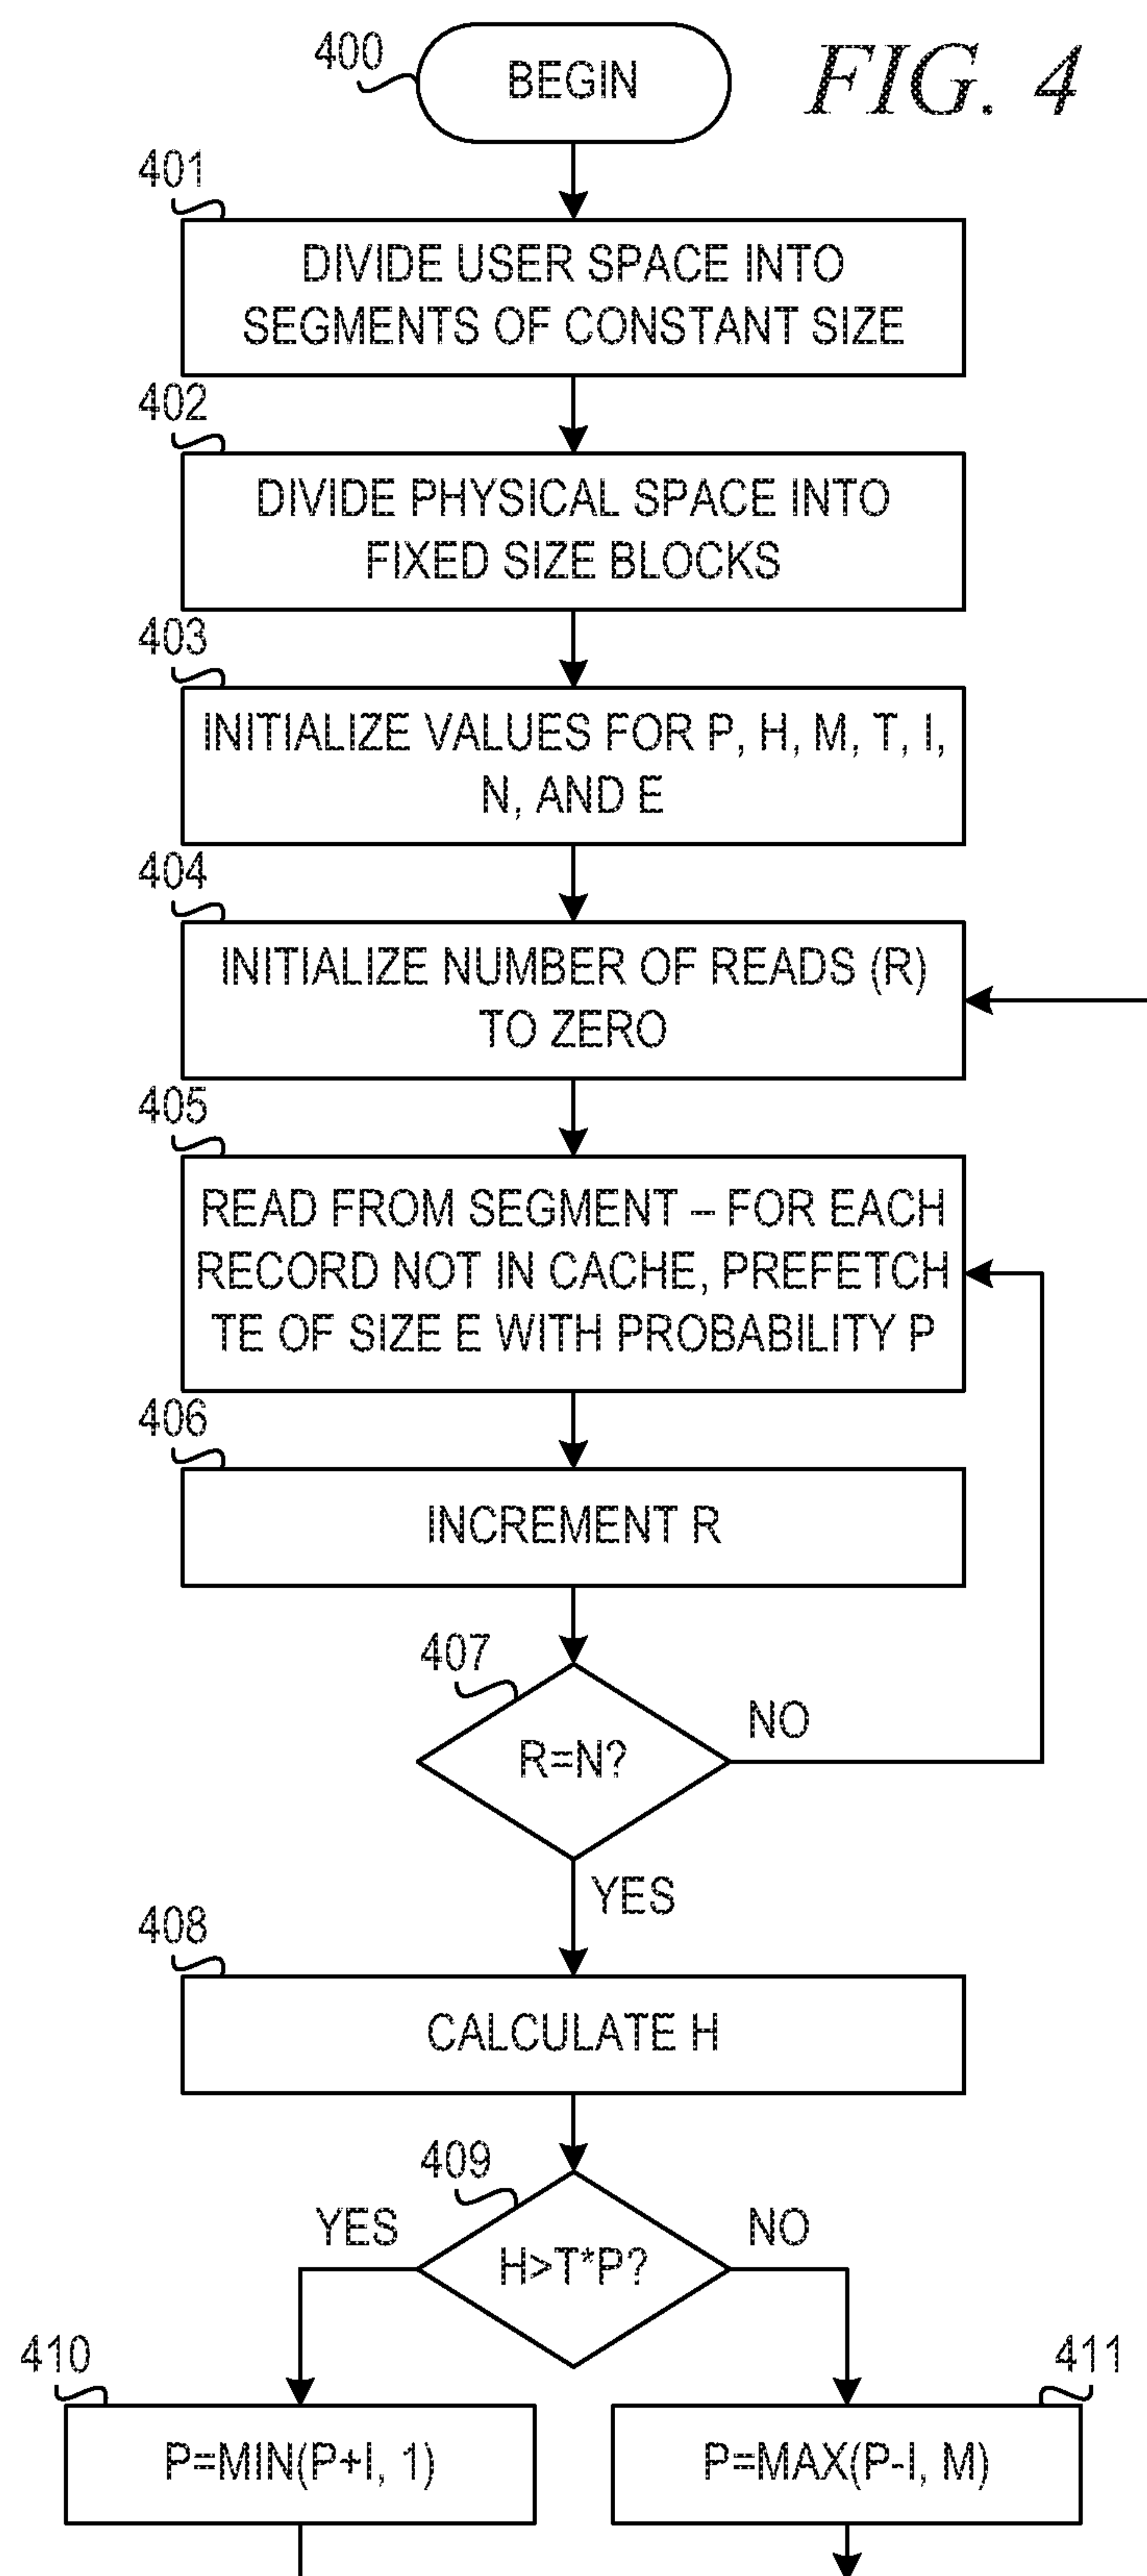 400
BEGIN
FIG. 4
401
DIVIDE USER SPACE INTO
SEGMENTS OF CONSTANT SIZE
402
DIVIDE PHYSICAL SPACE INTO
FIXED SIZE BLOCKS
403
INITIALIZE VALUES FOR P, H, M, T, I,
N, AND E
404
INITIALIZE NUMBER OF READS (R)
TO ZERO
405
READ FROM SEGMENT – FOR EACH
RECORD NOT IN CACHE, PREFETCH
TE OF SIZE E WITH PROBABILITY P
406
INCREMENT R
407
R=N?
NO
YES
408
CALCULATE H
409
YES
H>T*P?
NO
410
P=MIN(P+I, 1)
411
P=MAX(P-I, M)